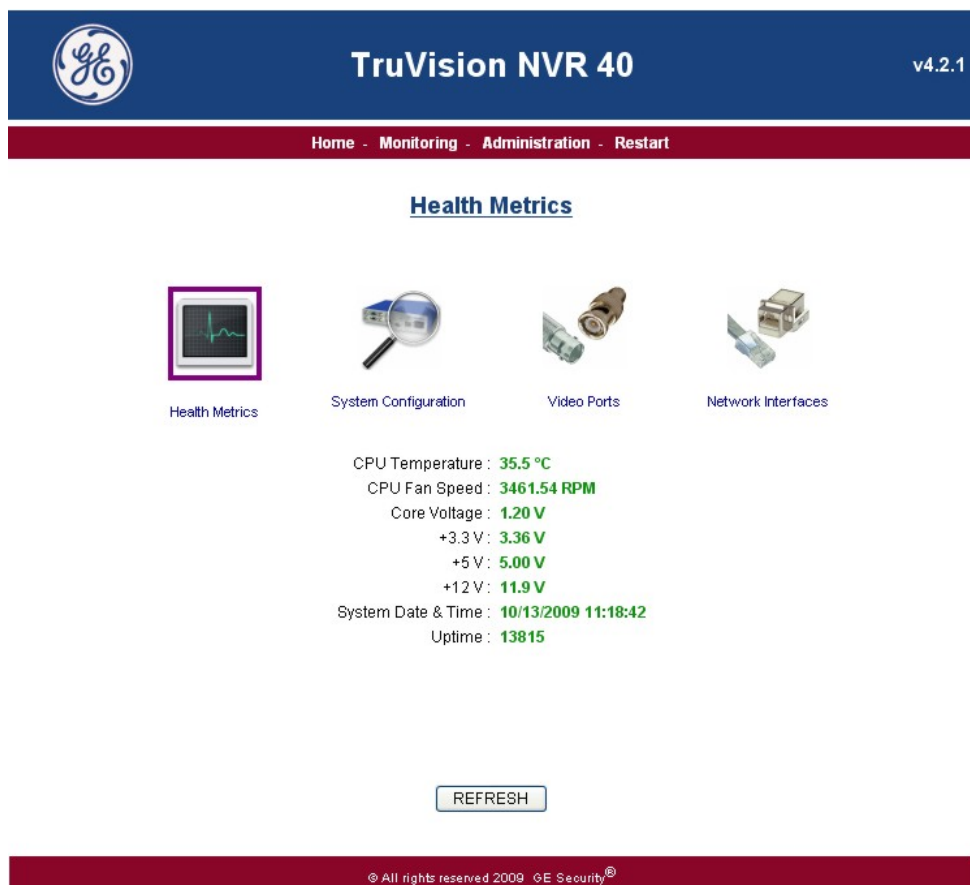 GE
TruVision NVR 40
v4.2.1
Home - Monitoring - Administration - Restart
Health Metrics
Health Metrics
System Configuration
Video Ports
Network Interfaces
CPU Temperature : 35.5 ºC
CPU Fan Speed : 3461.54 RPM
Core Voltage : 1.20 V
+3.3 V : 3.36 V
+5 V : 5.00 V
+12 V : 11.9 V
System Date & Time : 10/13/2009 11:18:42
Uptime : 13815
REFRESH
© All rights reserved 2009 GE Security®